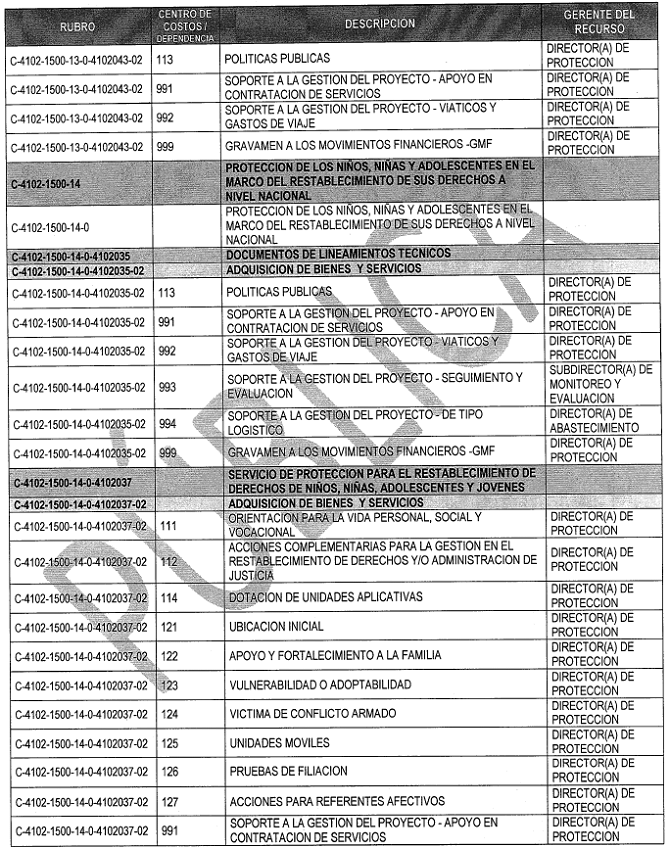 RUBRO CENTRO DE COSTOS / DEPENDENCIA DESCRIPCION GERENTE DEL RECURSO
C-4102-1500-13-0-4102043-02 113 POLITICAS PUBLICAS DIRECTOR(A) DE PROTECCION
C-4102-1500-13-0-4102043-02 991 SOPORTE A LA GESTION DEL PROYECTO - APOYO EN CONTRATACION DE SERVICIOS DIRECTOR(A) DE PROTECCION
C-4102-1500-13-0-4102043-02 992 SOPORTE A LA GESTION DEL PROYECTO - VIATICOS Y GASTOS DE VIAJE DIRECTOR(A) DE PROTECCION
C-4102-1500-13-0-4102043-02 999 GRAVAMEN A LOS MOVIMIENTOS FINANCIEROS -GMF DIRECTOR(A) DE PROTECCION
C-4102-1500-14 PROTECCION DE LOS NIÑOS, NIÑAS Y ADOLESCENTES EN EL MARCO DEL RESTABLECIMIENTO DE SUS DERECHOS A NIVEL NACIONAL
C-4102-1500-14-0 PROTECCION DE LOS NIÑOS, NIÑAS Y ADOLESCENTES EN EL MARCO DEL RESTABLECIMIENTO DE SUS DERECHOS A NIVEL NACIONAL
C-4102-1500-14-0-4102035 DOCUMENTOS DE LINEAMIENTOS TECNICOS
C-4102-1500-14-0-4102035-02 ADQUISICION DE BIENES Y SERVICIOS
C-4102-1500-14-0-4102035-02 113 POLITICAS PUBLICAS DIRECTOR(A) DE PROTECCION
C-4102-1500-14-0-4102035-02 991 SOPORTE A LA GESTION DEL PROYECTO - APOYO EN CONTRATACION DE SERVICIOS DIRECTOR(A) DE PROTECCION
C-4102-1500-14-0-4102035-02 992 SOPORTE A LA GESTION DEL PROYECTO - VIATICOS Y GASTOS DE VIAJE DIRECTOR(A) DE PROTECCION
C-4102-1500-14-0-4102035-02 993 SOPORTE A LA GESTION DEL PROYECTO - SEGUIMIENTO Y EVALUACION SUBDIRECTOR(A) DE MONITOREO Y EVALUACION
C-4102-1500-14-0-4102035-02 994 SOPORTE A LA GESTION DEL PROYECTO - DE TIPO LOGISTICO DIRECTOR(A) DE ABASTECIMIENTO
C-4102-1500-14-0-4102035-02 999 GRAVAMEN A LOS MOVIMIENTOS FINANCIEROS -GMF DIRECTOR(A) DE PROTECCION
C-4102-1500-14-0-4102037 SERVICIO DE PROTECCION PARA EL RESTABLECIMIENTO DE DERECHOS DE NIÑOS, NIÑAS, ADOLESCENTES Y JOVENES
C-4102-1500-14-0-4102037-02 ADQUISICION DE BIENES Y SERVICIOS
C-4102-1500-14-0-4102037-02 111 ORIENTACION PARA LA VIDA PERSONAL, SOCIAL Y VOCACIONAL DIRECTOR(A) DE PROTECCION
C-4102-1500-14-0-4102037-02 112 ACCIONES COMPLEMENTARIAS PARA LA GESTION EN EL RESTABLECIMIENTO DE DERECHOS Y/O ADMINISTRACION DE JUSTICIA DIRECTOR(A) DE PROTECCION
C-4102-1500-14-0-4102037-02 114 DOTACION DE UNIDADES APLICATIVAS DIRECTOR(A) DE PROTECCION
C-4102-1500-14-0-4102037-02 121 UBICACION INICIAL DIRECTOR(A) DE PROTECCION
C-4102-1500-14-0-4102037-02 122 APOYO Y FORTALECIMIENTO A LA FAMILIA DIRECTOR(A) DE PROTECCION
C-4102-1500-14-0-4102037-02 123 VULNERABILIDAD O ADOPTABILIDAD DIRECTOR(A) DE PROTECCION
C-4102-1500-14-0-4102037-02 124 VICTIMA DE CONFLICTO ARMADO DIRECTOR(A) DE PROTECCION
C-4102-1500-14-0-4102037-02 125 UNIDADES MOVILES DIRECTOR(A) DE PROTECCION
C-4102-1500-14-0-4102037-02 126 PRUEBAS DE FILIACION DIRECTOR(A) DE PROTECCION
C-4102-1500-14-0-4102037-02 127 ACCIONES PARA REFERENTES AFECTIVOS DIRECTOR(A) DE PROTECCION
C-4102-1500-14-0-4102037-02 991 SOPORTE A LA GESTION DEL PROYECTO - APOYO EN CONTRATACION DE SERVICIOS DIRECTOR(A) DE PROTECCION
PÚBLICA